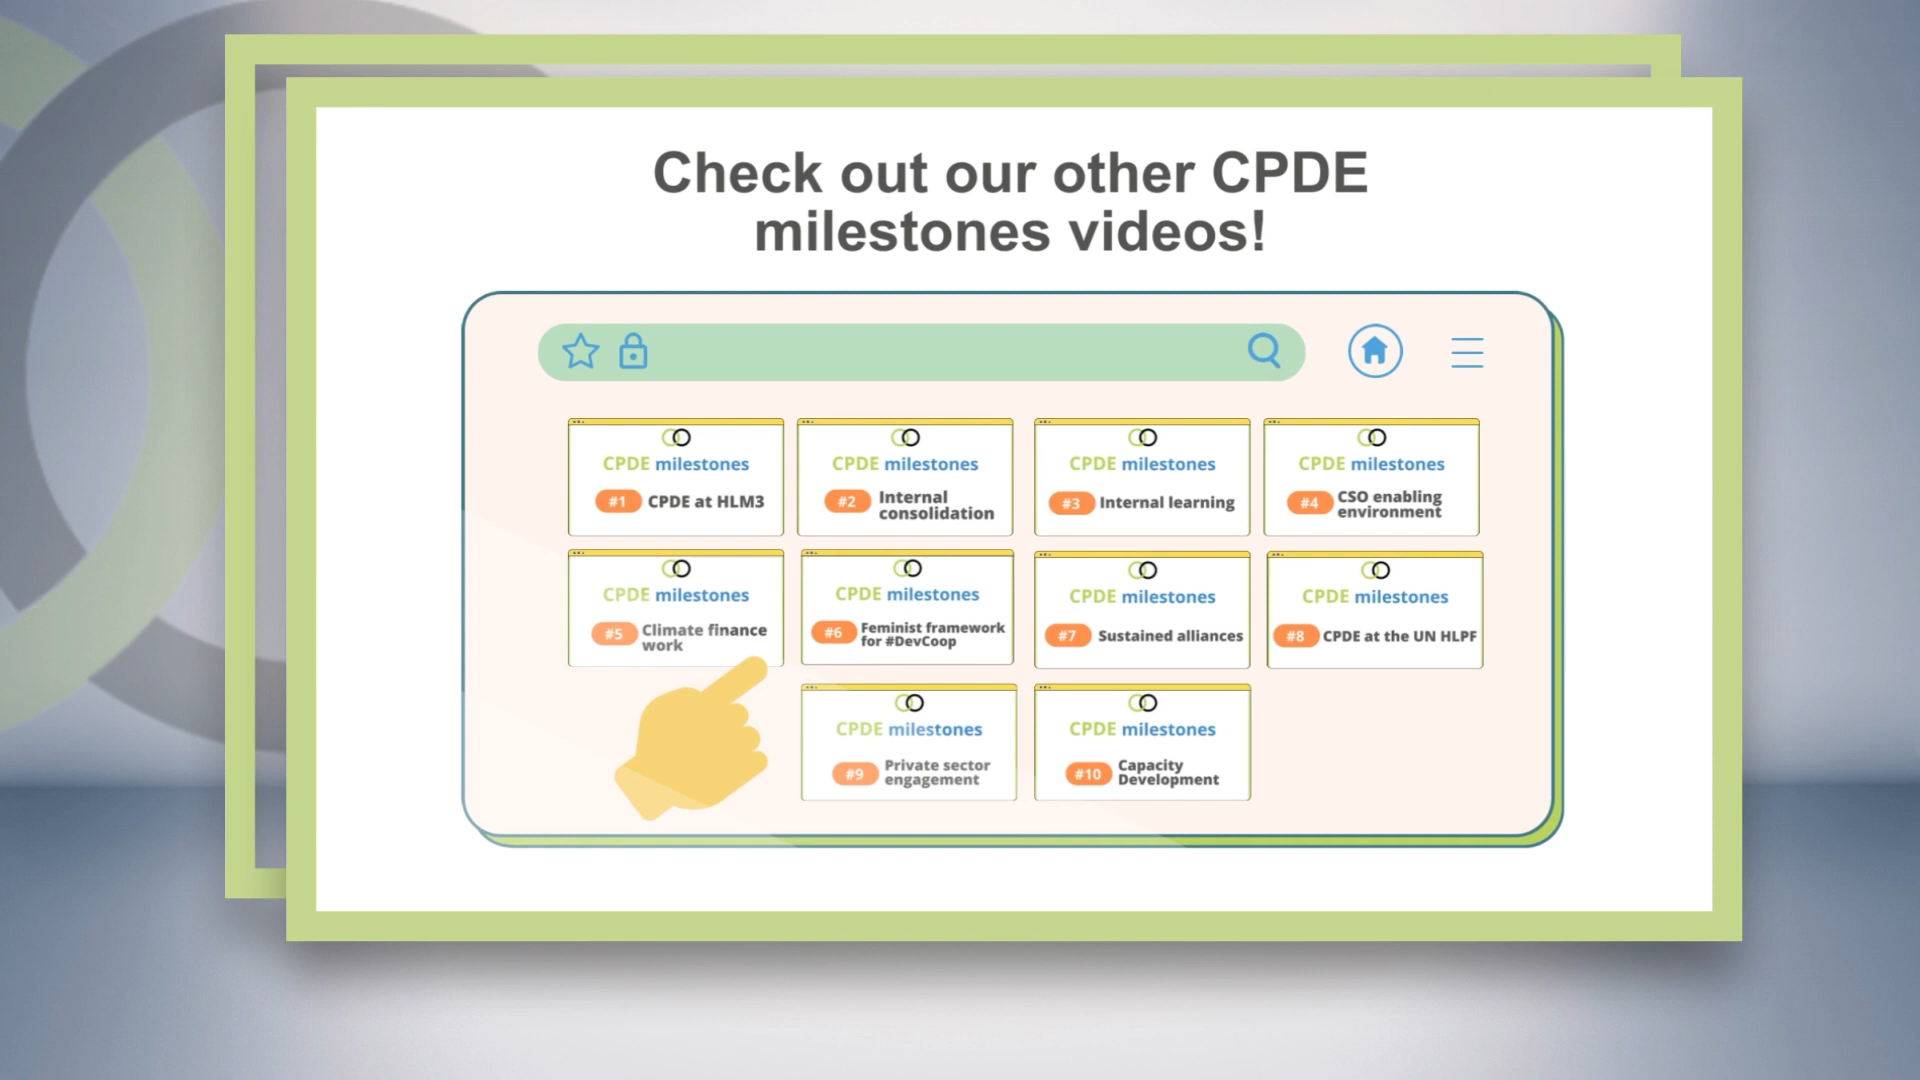 Check out our other CPDE
milestones videos!
CPDE milestones
#1 CPDE at HLM3
CPDE milestones
#2 Internal
consolidation
CPDE milestones
#3 Internal learning
CPDE milestones
#4 CSO enabling
environment
CPDE milestones
#5 Climate finance
work
CPDE milestones
#6 Feminist framework
for #DevCoop
CPDE milestones
#7 Sustained alliances
CPDE milestones
#8 CPDE at the UN HLPF
CPDE milestones
#9 Private sector
engagement
CPDE milestones
#10 Capacity
Development